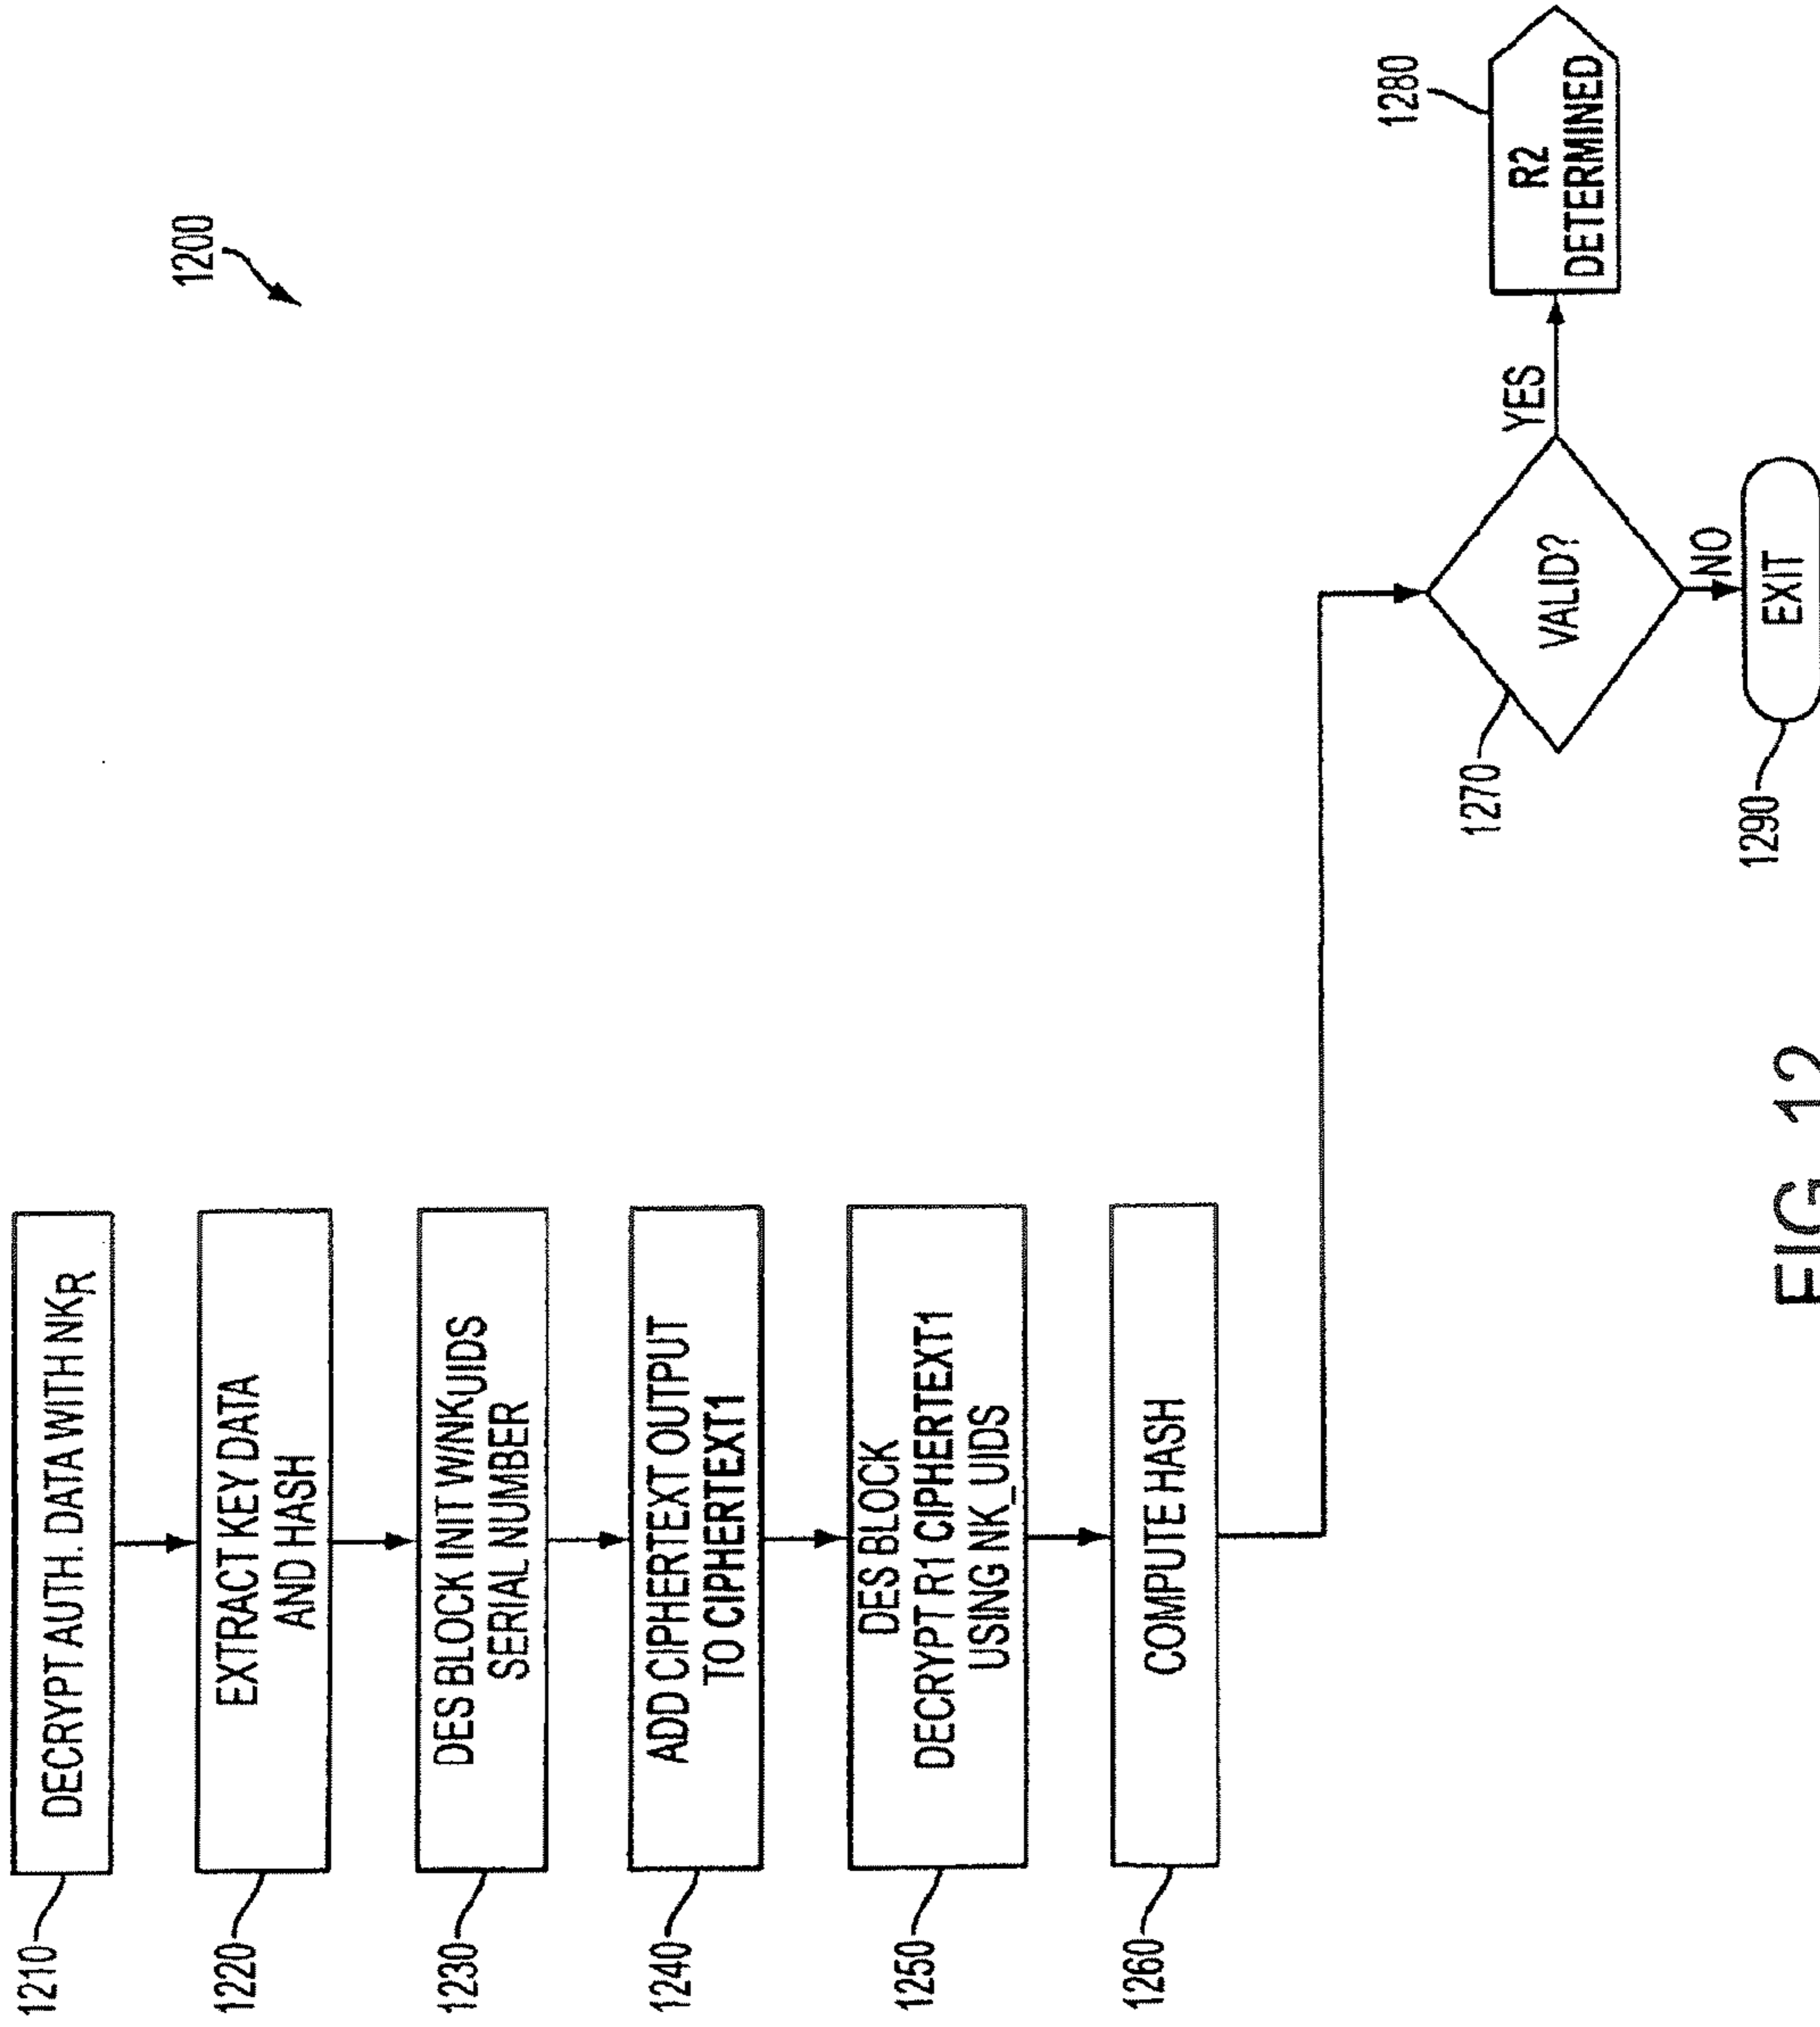 1200
1210
DECRYPT AUTH. DATA WITH NKR
1220
EXTRACT KEY DATA
AND HASH
1230
DES BLOCK INIT W/NKUIDS
SERIAL NUMBER
1240
ADD CIPHERTEXT OUTPUT
TO CIPHERTEXT1
1250
DES BLOCK
DECRYPT R1 CIPHERTEXT1
USING NK_UIDS
1260
COMPUTE HASH
1270
VALID?
YES
1280
R2
DETERMINED
NO
1290
EXIT
FIG. 12